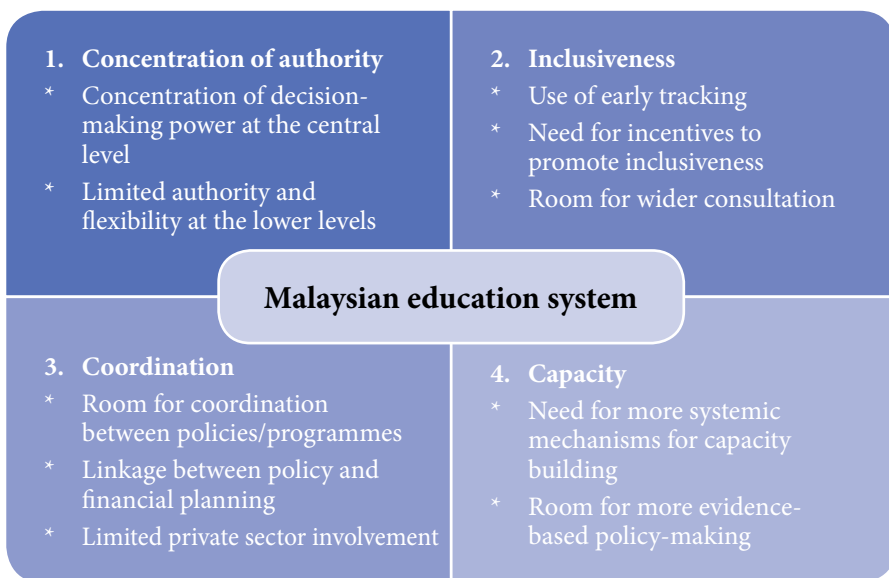 1. Concentration of authority
* Concentration of decision-
making power at the central
level
* Limited authority and
flexibility at the lower levels
2. Inclusiveness
* Use of early tracking
* Need for incentives to
promote inclusiveness
* Room for wider consultation
Malaysian education system
3. Coordination
* Room for coordination
between policies/programmes
* Linkage between policy and
financial planning
* Limited private sector involvement
4. Capacity
* Need for more systemic
mechanisms for capacity
building
* Room for more evidence-
based policy-making